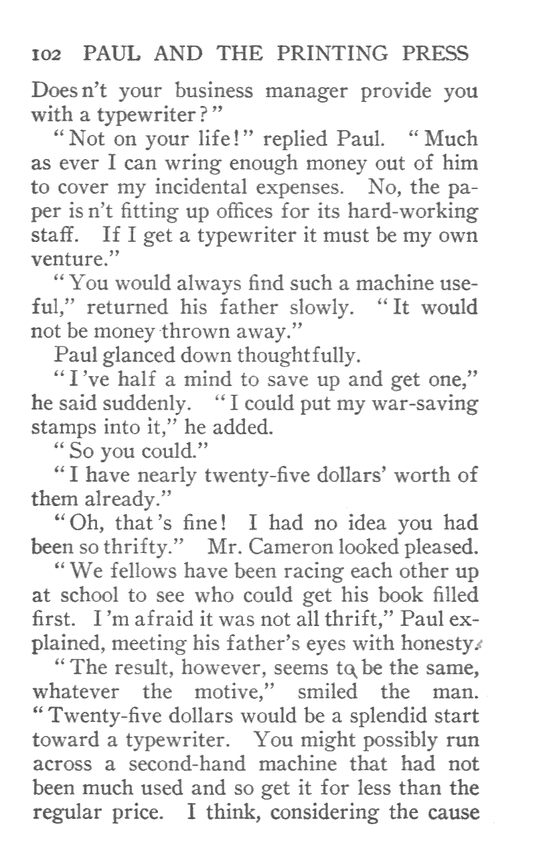 102 PAUL AND THE PRINTING PRESS
Does n't your business manager provide you
with a typewriter?"
"Not on your life!" replied Paul. "Much
as ever I can wring enough money out of him
to cover my incidental expenses. No, the pa-
per is n't fitting up offices for its hard-working
staff. If I get a typewriter it must be my own
venture."
"You would always find such a machine use-
ful," returned his father slowly. "It would
not be money thrown away."
Paul glanced down thoughtfully.
"I 've half a mind to save up and get one,"
he said suddenly. "I could put my war-saving
stamps into it," he added.
"So you could."
"I have nearly twenty-five dollars' worth of
them already."
"Oh, that 's fine! I had no idea you had
been so thrifty." Mr. Cameron looked pleased.
"We fellows have been racing each other up
at school to see who could get his book filled
first. I 'm afraid it was not all thrift," Paul ex-
plained, meeting his father's eyes with honesty.
"The result, however, seems to be the same,
whatever the motive," smiled the man.
"Twenty-five dollars would be a splendid start
toward a typewriter. You might possibly run
across a second-hand machine that had not
been much used and so get it for less than the
regular price. I think, considering the cause